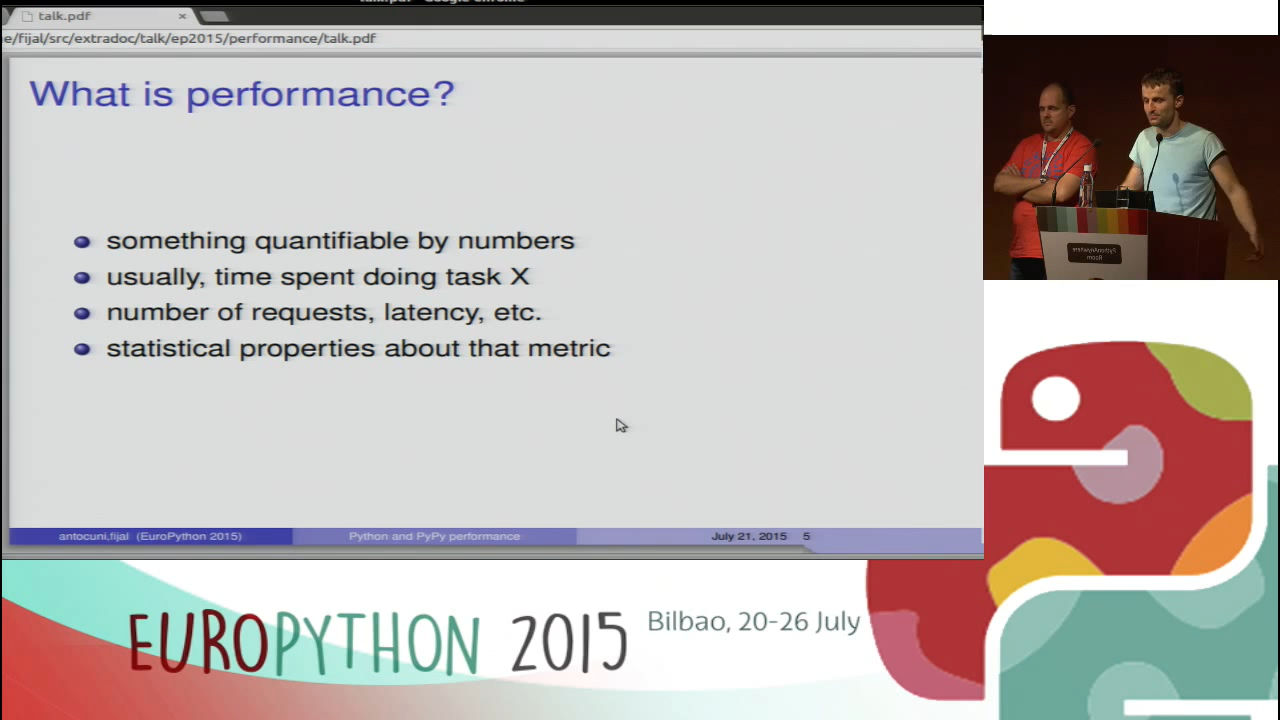 talk.pdf
e/fijal/src/extradoc/talk/ep2015/performance/talk.pdf
What is performance?
something quantifiable by numbers
usually, time spent doing task X
number of requests, latency, etc.
statistical properties about that metric
antocuni,fijal (EuroPython 2015)
Python and PyPy performance
July 21, 2015 5
PythonAnywhere
Room
EUROPYTHON 2015
Bilbao, 20-26 July